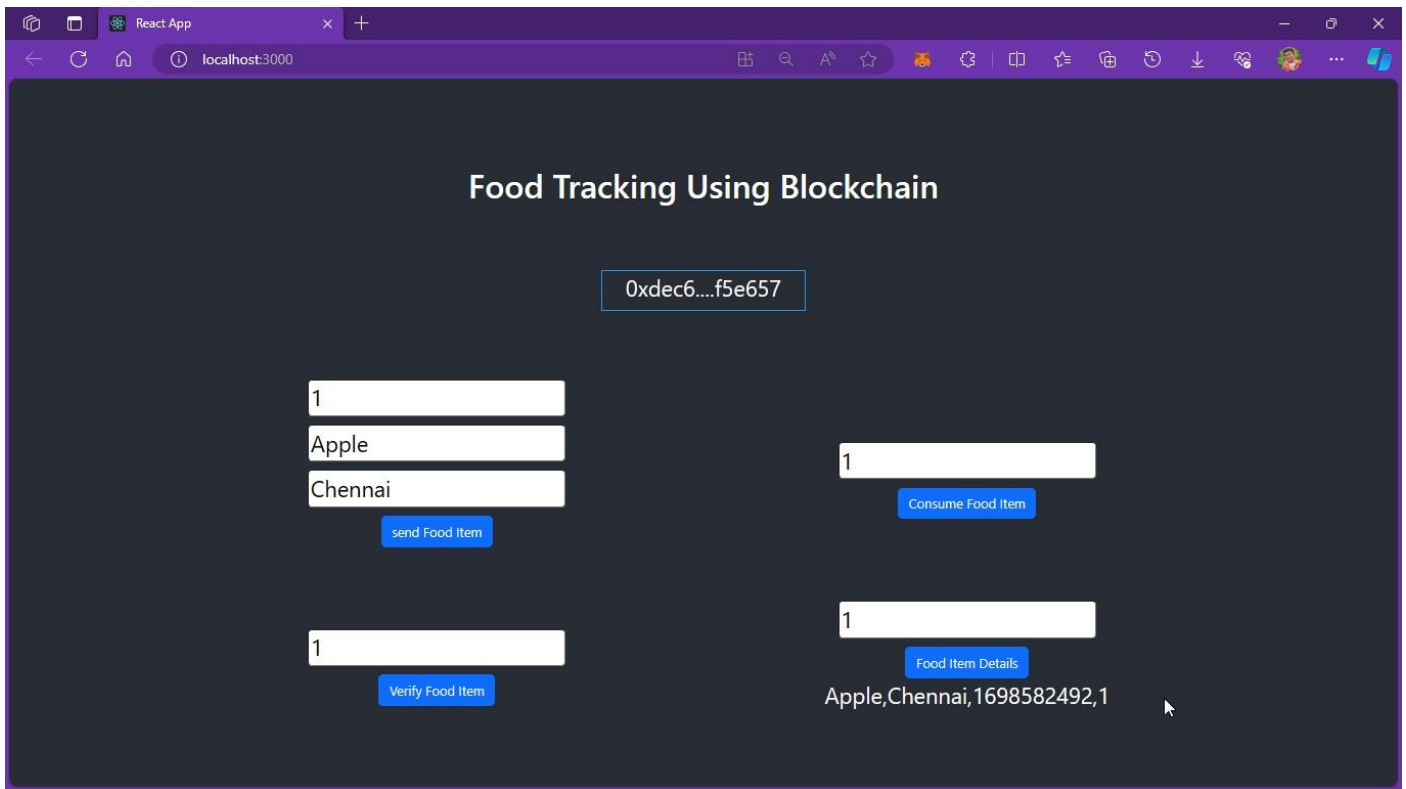 React App
localhost:3000
Food Tracking Using Blockchain
0xdec6....f5e657
1
Apple
Chennai
send Food Item
1
Verify Food Item
1
Consume Food Item
1
Food Item Details
Apple,Chennai,1698582492,1